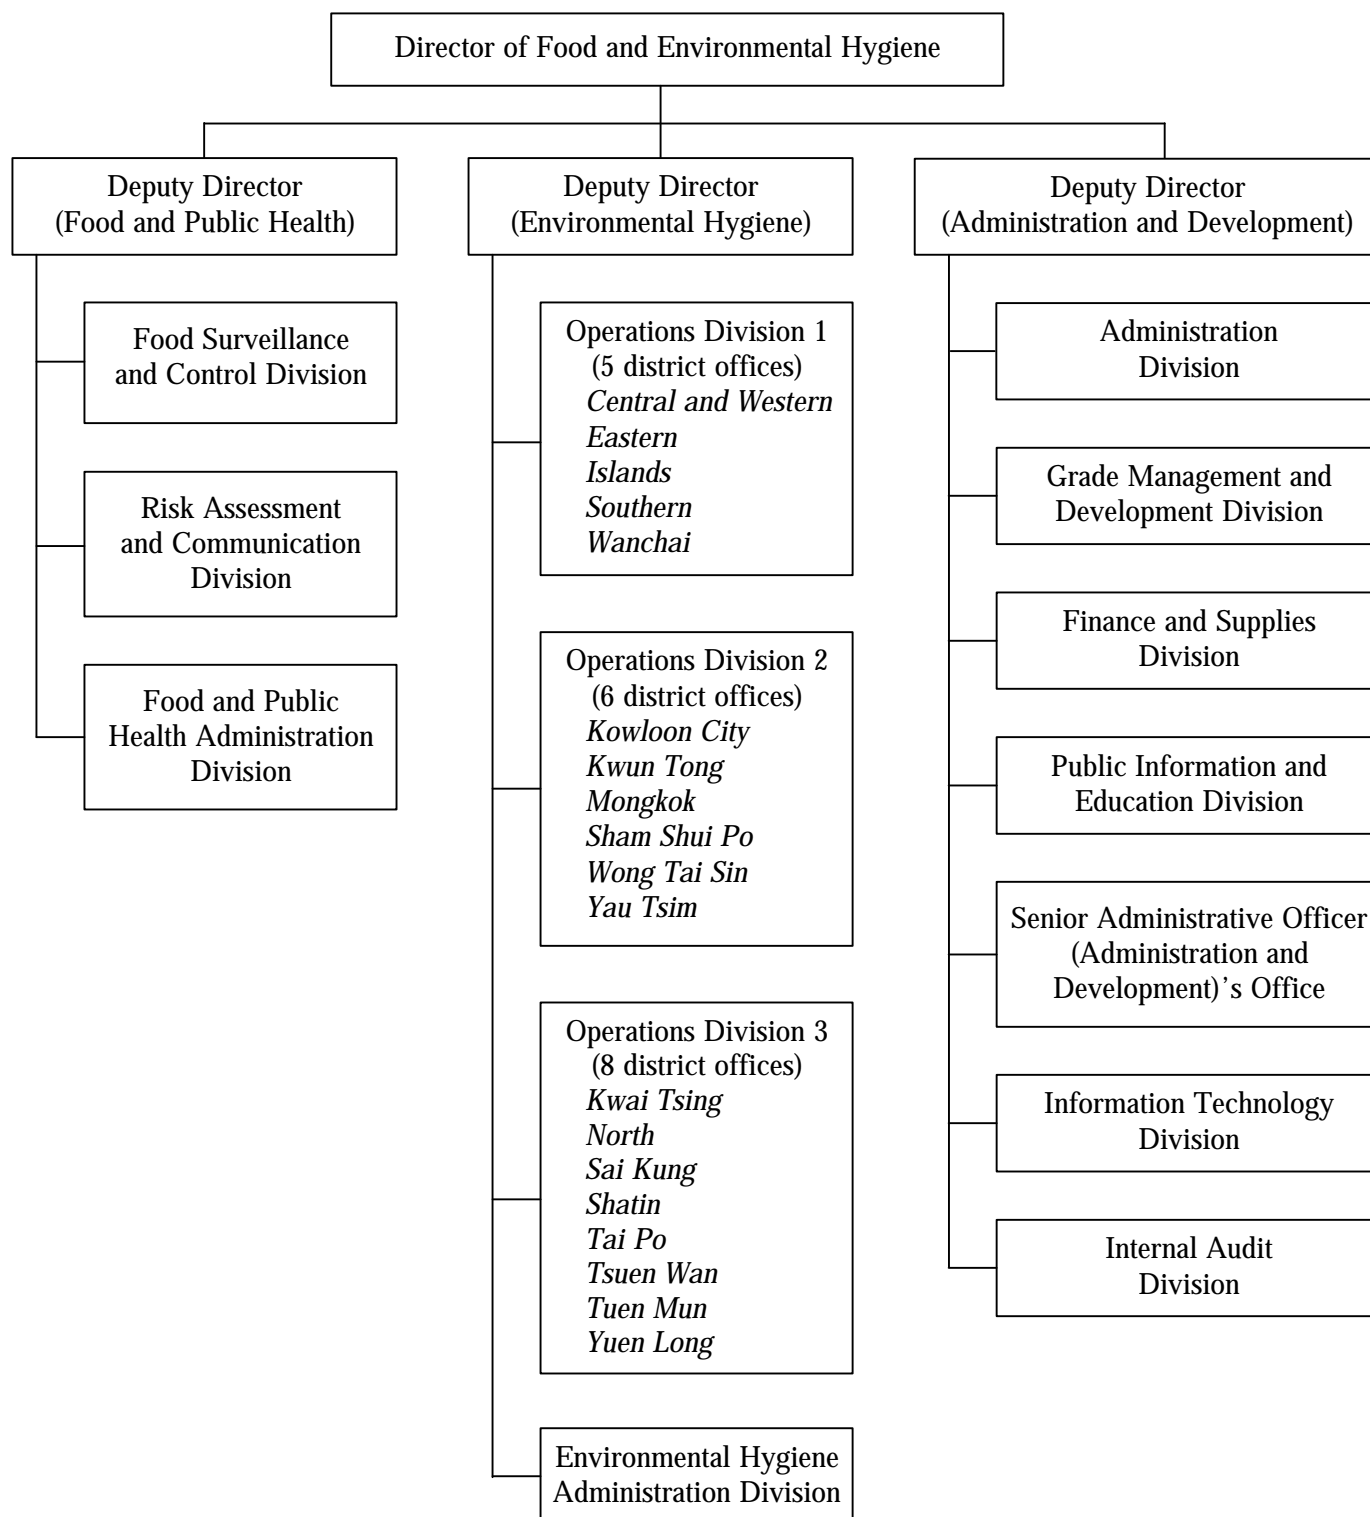 Director of Food and Environmental Hygiene
Deputy Director
(Food and Public Health)
Food Surveillance
and Control Division
Risk Assessment
and Communication
Division
Food and Public
Health Administration
Division
Deputy Director
(Environmental Hygiene)
Operations Division 1
(5 district offices)
Central and Western
Eastern
Islands
Southern
Wanchai
Operations Division 2
(6 district offices)
Kowloon City
Kwun Tong
Mongkok
Sham Shui Po
Wong Tai Sin
Yau Tsim
Operations Division 3
(8 district offices)
Kwai Tsing
North
Sai Kung
Shatin
Tai Po
Tsuen Wan
Tuen Mun
Yuen Long
Environmental Hygiene
Administration Division
Deputy Director
(Administration and Development)
Administration
Division
Grade Management and
Development Division
Finance and Supplies
Division
Public Information and
Education Division
Senior Administrative Officer
(Administration and
Development)’s Office
Information Technology
Division
Internal Audit
Division